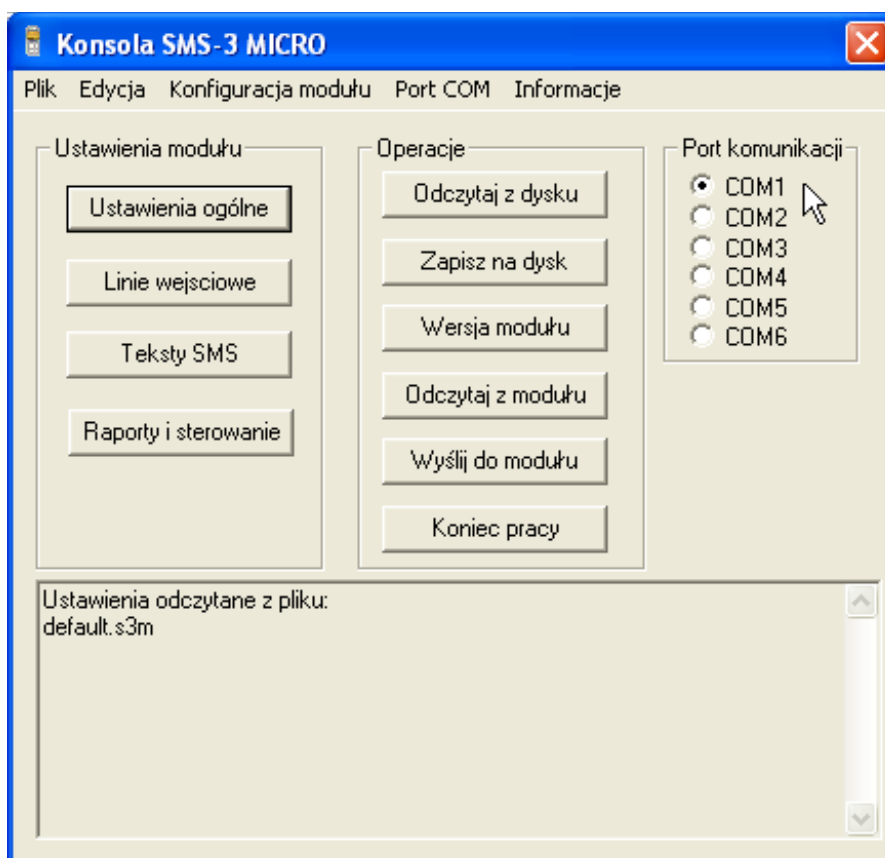 Konsola SMS-3 MICRO
Plik Edycja Konfiguracja modułu Port COM Informacje
Ustawienia modułu
Ustawienia ogólne
Linie wejsciowe
Teksty SMS
Raporty i sterowanie
Operacje
Odczytaj z dysku
Zapisz na dysk
Wersja modułu
Odczytaj z modułu
Wyślij do modułu
Koniec pracy
Port komunikacji
COM1
COM2
COM3
COM4
COM5
COM6
Ustawienia odczytane z pliku:
default.s3m